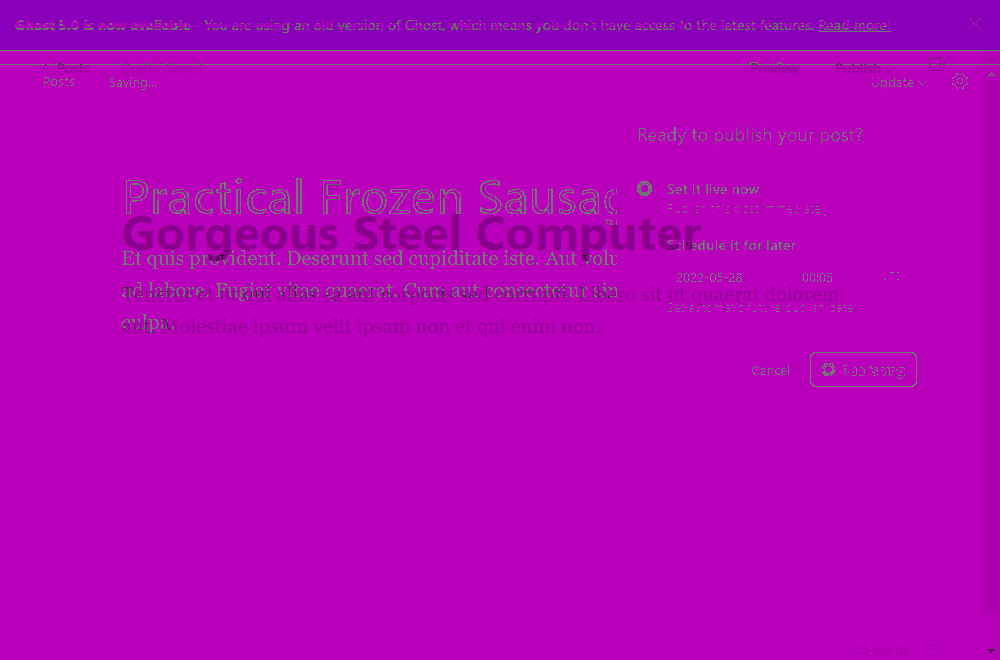 Ghost 5.0 is now available - You are using an old version of Ghost, which means you don't have access to the latest features. Read more!
Posts
Draft - Saved
Preview
Publish
Posts
Saving...
Update
Ready to publish your post?
Practical Frozen Sausag
Set it live now
Publish this post immediately
Gorgeous Steel Computer
Schedule it for later
Et quis provident. Deserunt sed cupiditate iste. Aut volu
2022-05-28
00:05
ad labore. Fugiat vitae quaerat. Cum aut consectetur sin
sit ut quaerat dolorem
Set automatic future publish date
culpa.
Molestiae ipsum velit ipsam non et qui enim non.
Cancel
25 words